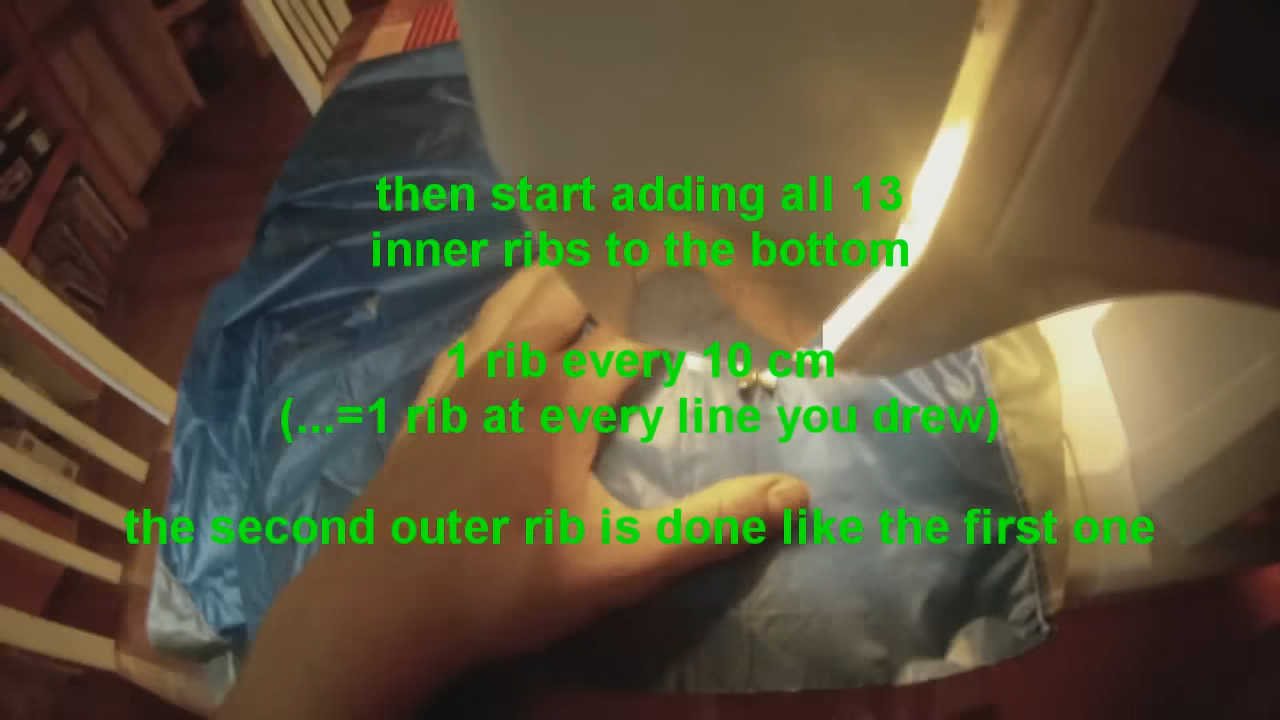 then start adding all 13
inner ribs to the bottom
1 rib every 10 cm
(...=1 rib at every line you drew)
the second outer rib is done like the first one